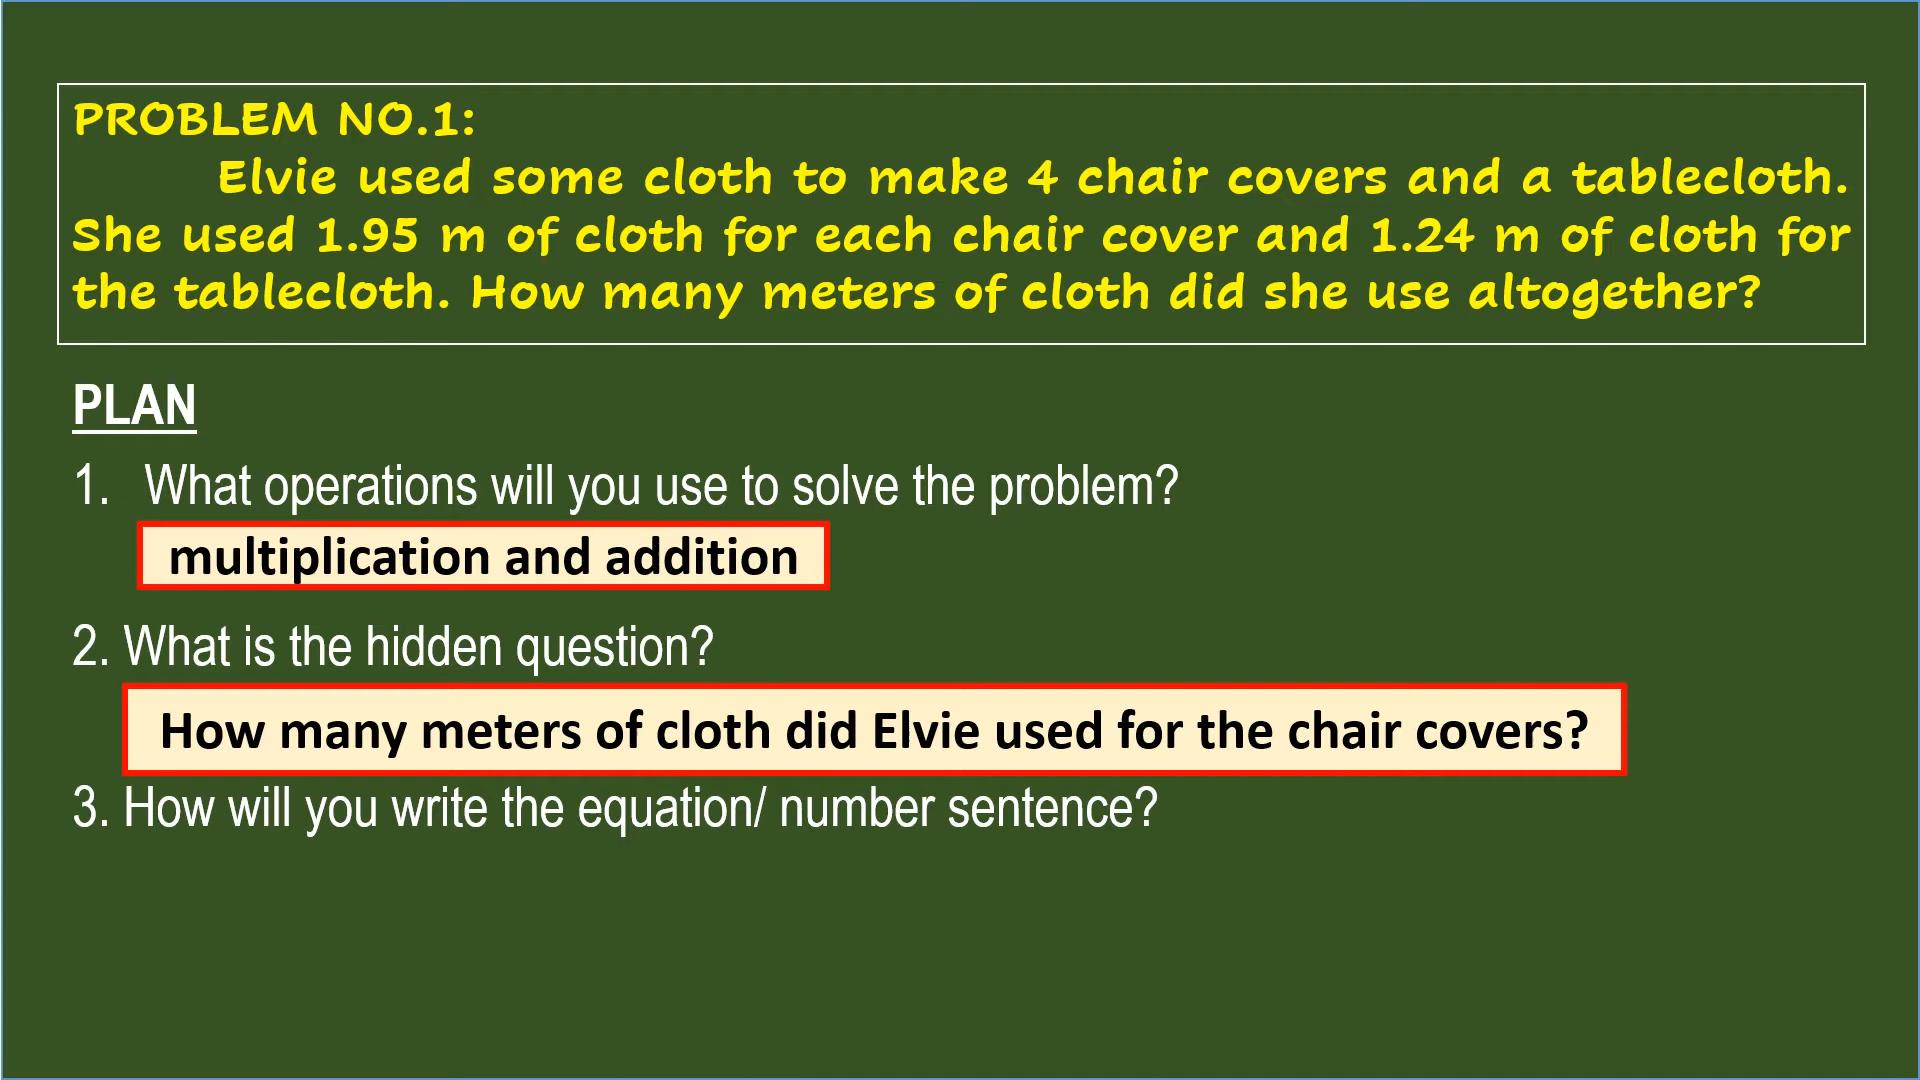 PROBLEM NO.1:
Elvie used some cloth to make 4 chair covers and a tablecloth.
She used 1.95 m of cloth for each chair cover and 1.24 m of cloth for
the tablecloth. How many meters of cloth did she use altogether?
PLAN
1. What operations will you use to solve the problem?
multiplication and addition
2. What is the hidden question?
How many meters of cloth did Elvie used for the chair covers?
3. How will you write the equation/ number sentence?